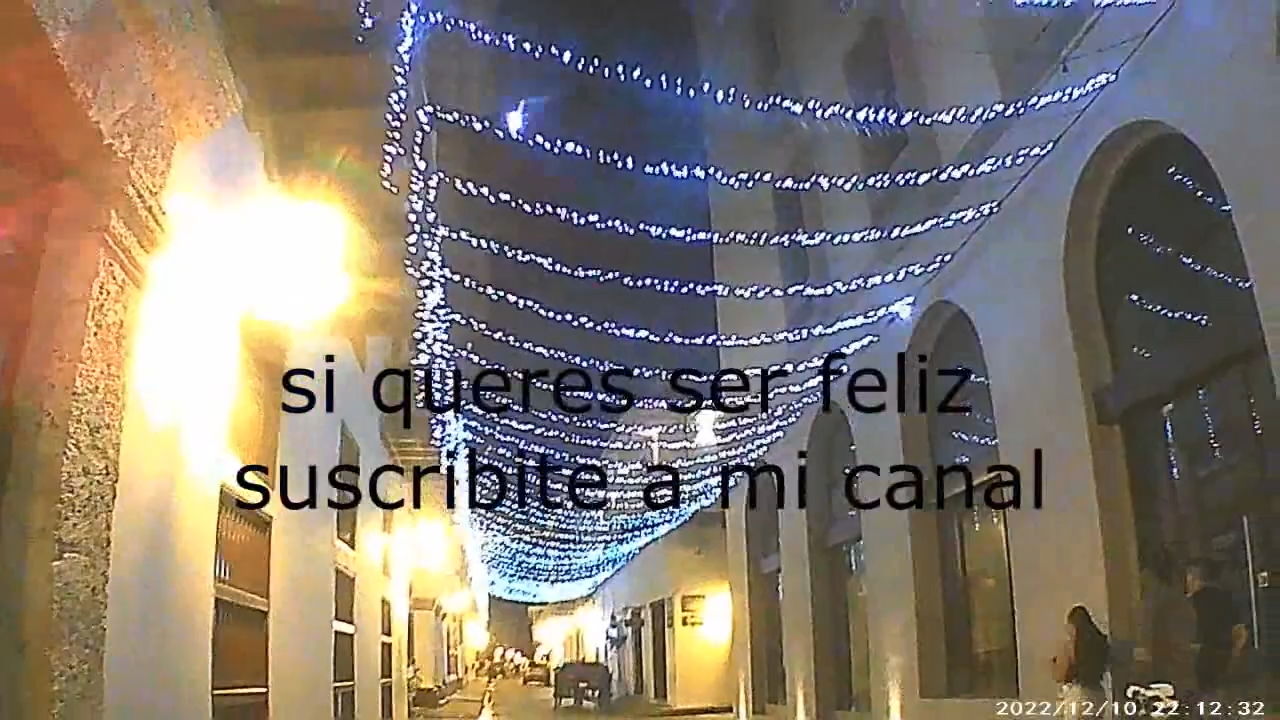 si queres ser feliz
suscribite a mi canal
2022/12/10 22:12:32